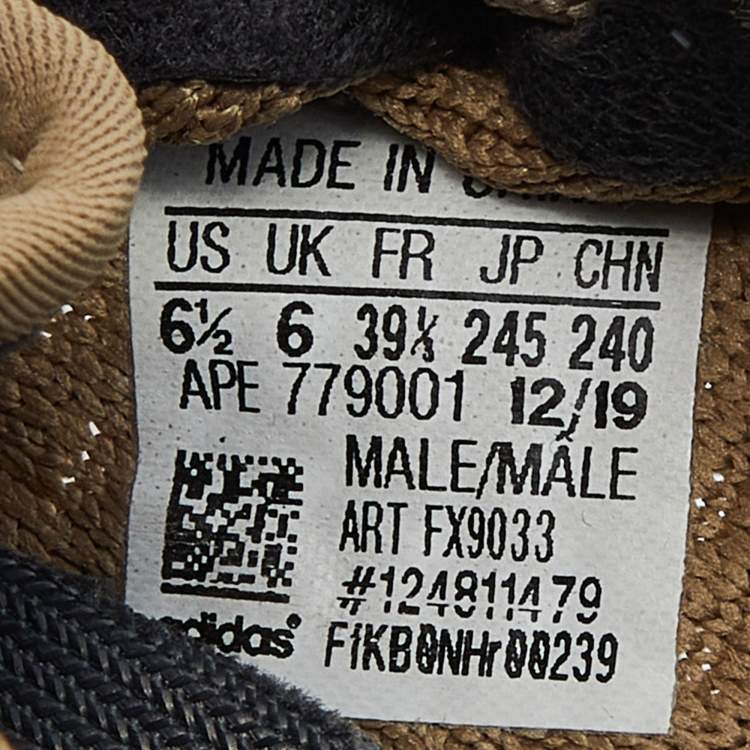 MADE IN
US UK FR JP CHN
6½ 6 39⅓ 245 240
APE 779001 12/19
MALE/MÂLE
ART FX9033
#124811479
adidas®